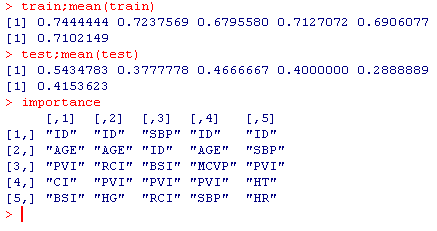 > train;mean(train)
[1] 0.7444444 0.7237569 0.6795580 0.7127072 0.6906077
[1] 0.7102149
> test;mean(test)
[1] 0.5434783 0.3777778 0.4666667 0.4000000 0.2888889
[1] 0.4153623
> importance
[,1] [,2] [,3] [,4] [,5]
[1,] "ID" "ID" "SBP" "ID" "ID"
[2,] "AGE" "AGE" "ID" "AGE" "SBP"
[3,] "PVI" "RCI" "BSI" "MCVP" "PVI"
[4,] "CI" "PVI" "PVI" "PVI" "HT"
[5,] "BSI" "HG" "RCI" "SBP" "HR"
>